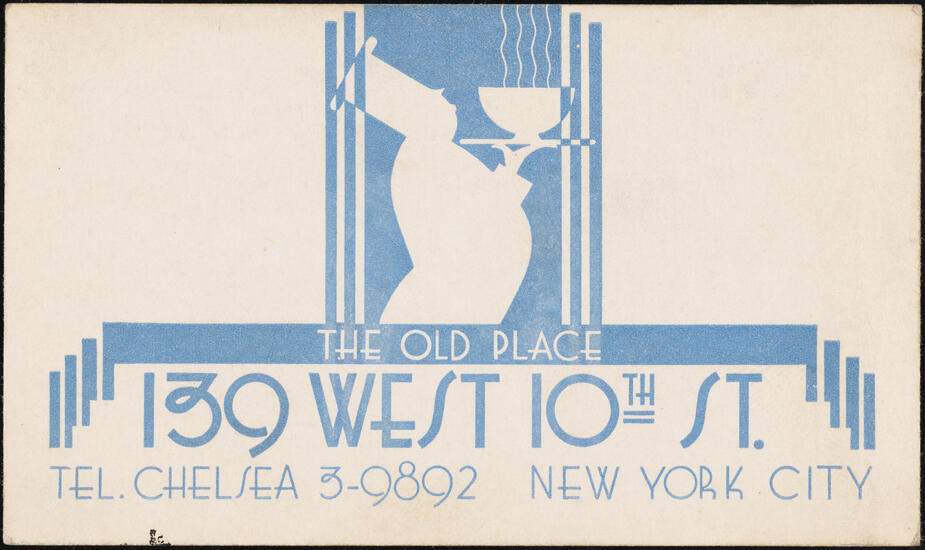 THE OLD PLACE
139 WEST 10TH ST.
TEL. CHELSEA 3-9892 NEW YORK CITY